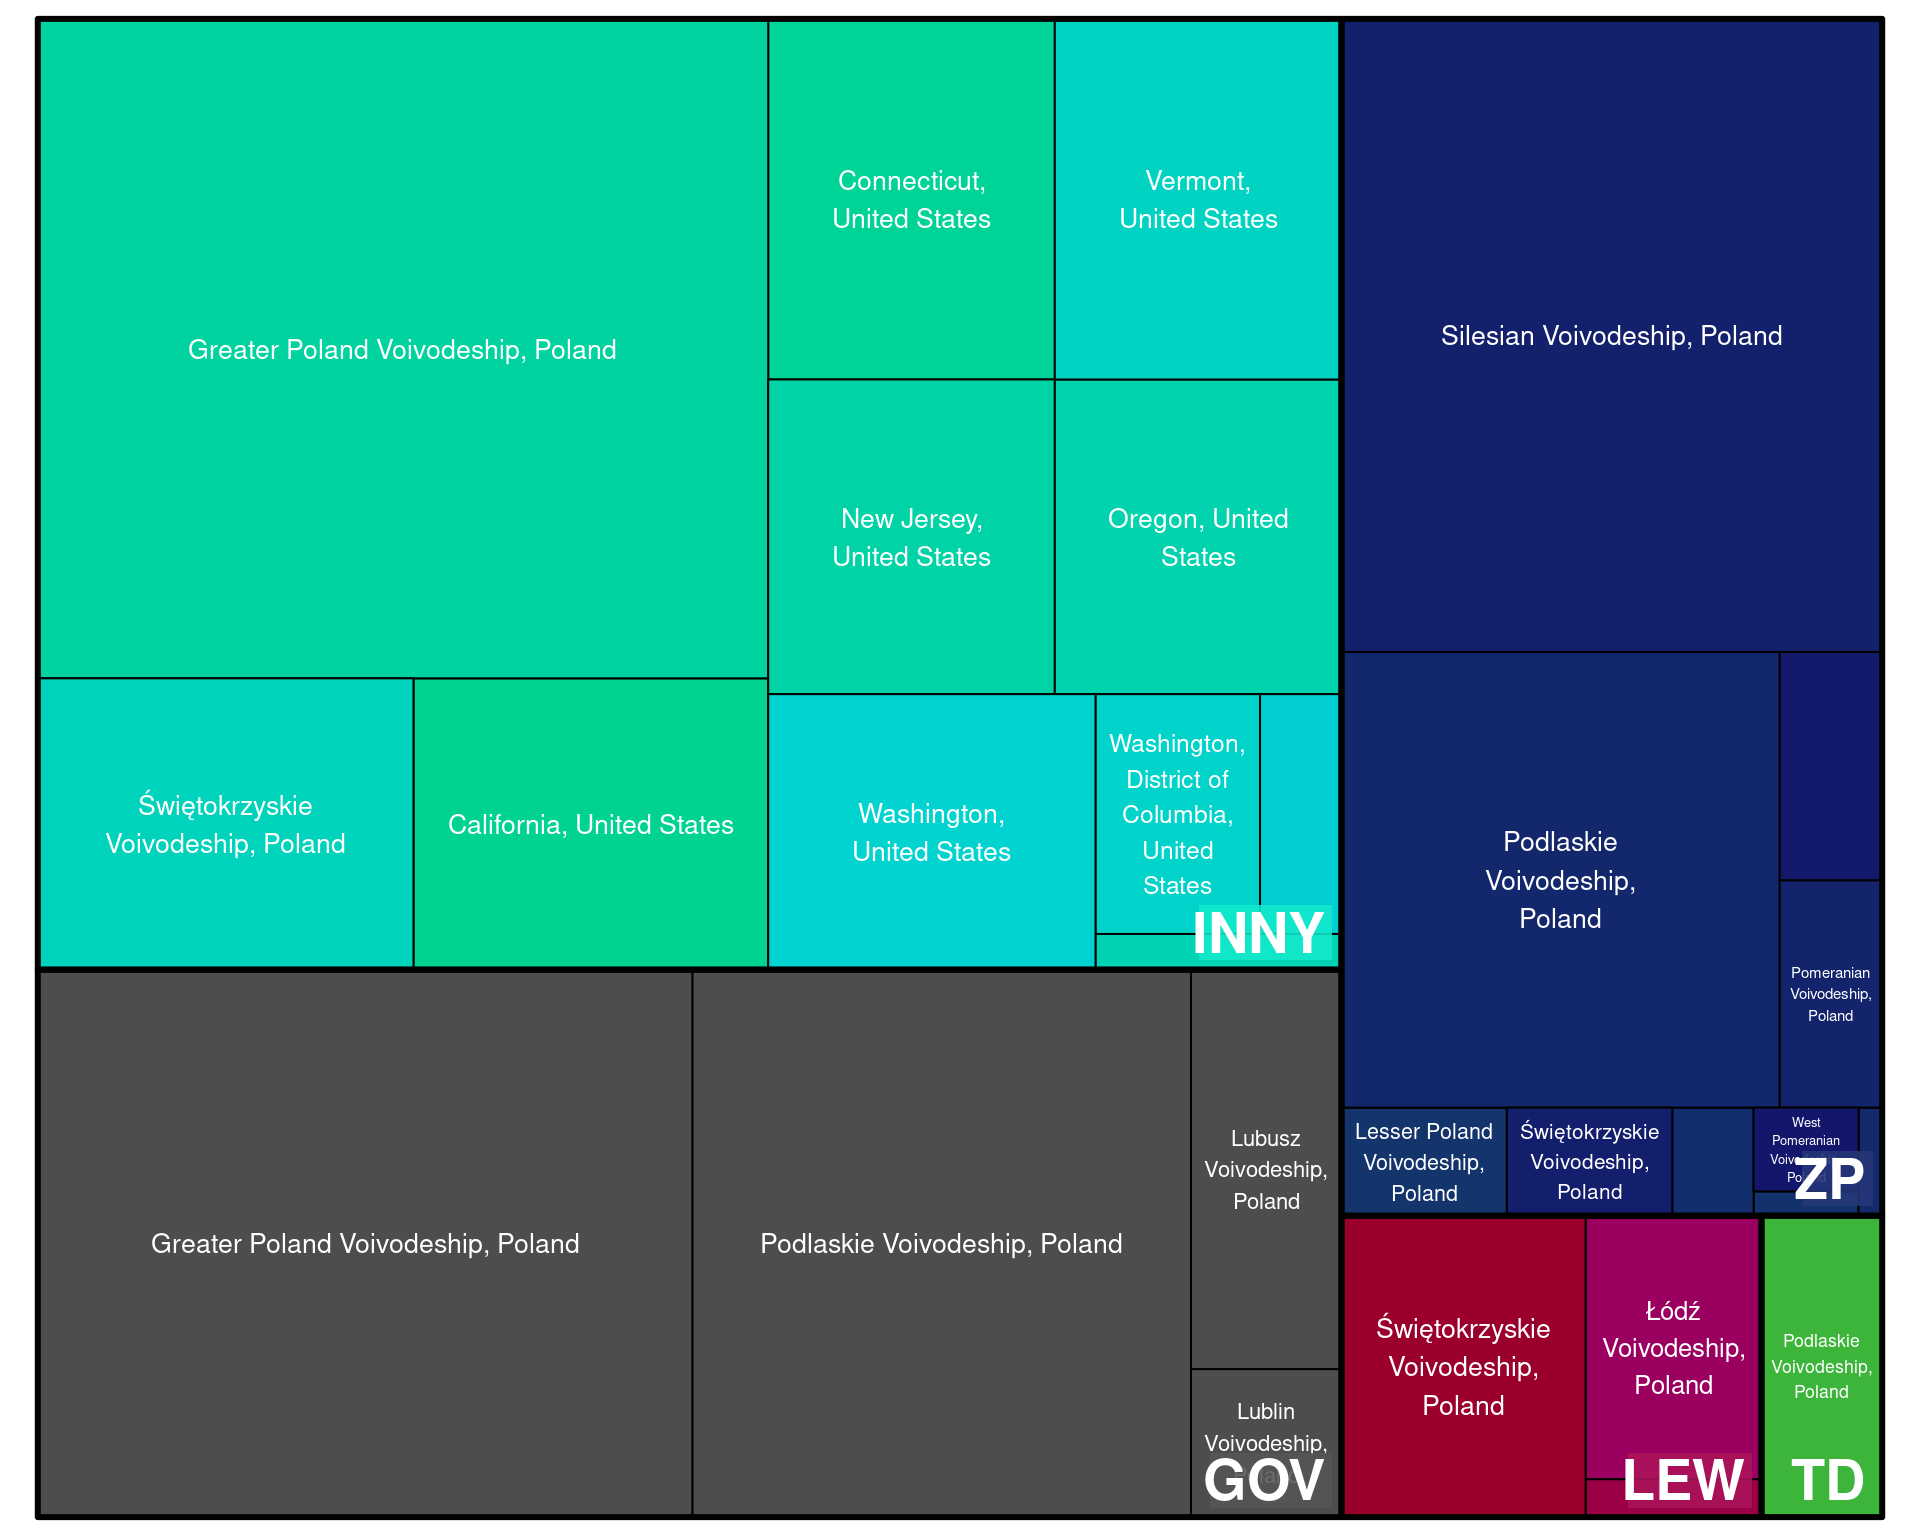 Greater Poland Voivodeship, Poland
Connecticut,
United States
Vermont,
United States
New Jersey,
United States
Oregon, United
States
Świętokrzyskie
Voivodeship, Poland
California, United States
Washington,
United States
Washington,
District of
Columbia,
United
States
INNY
Greater Poland Voivodeship, Poland
Podlaskie Voivodeship, Poland
Lubusz
Voivodeship,
Poland
Lublin
Voivodeship,
GOV
Silesian Voivodeship, Poland
Podlaskie
Voivodeship,
Poland
Pomeranian
Voivodeship,
Poland
Lesser Poland
Voivodeship,
Poland
Świętokrzyskie
Voivodeship,
Poland
West
Pomeranian
ZP
Świętokrzyskie
Voivodeship,
Poland
Łódź
Voivodeship,
Poland
LEW
Podlaskie
Voivodeship,
Poland
TD